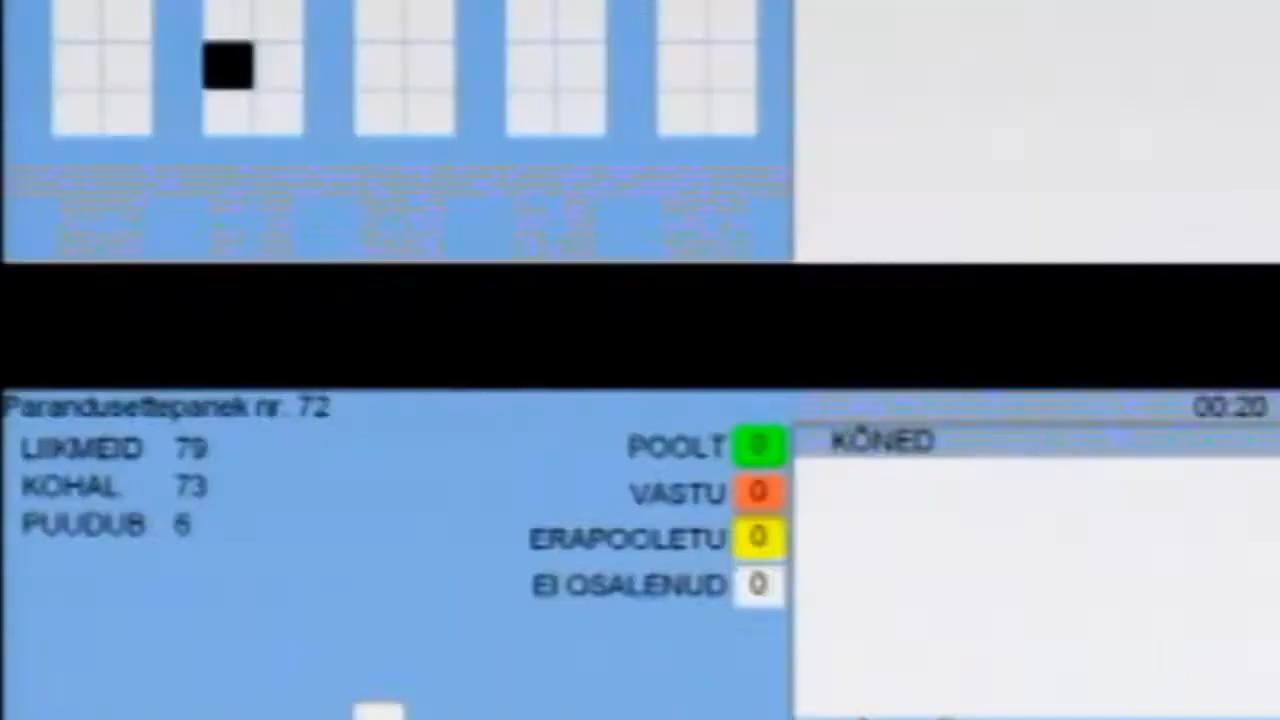 Parandusettepanek nr. 72
00:20
LIIKMEID 79
KOHAL 73
PUUDUB 6
POOLT 0
VASTU 0
ERAPOOLETU 0
EI OSALENUD 0
KÕNED